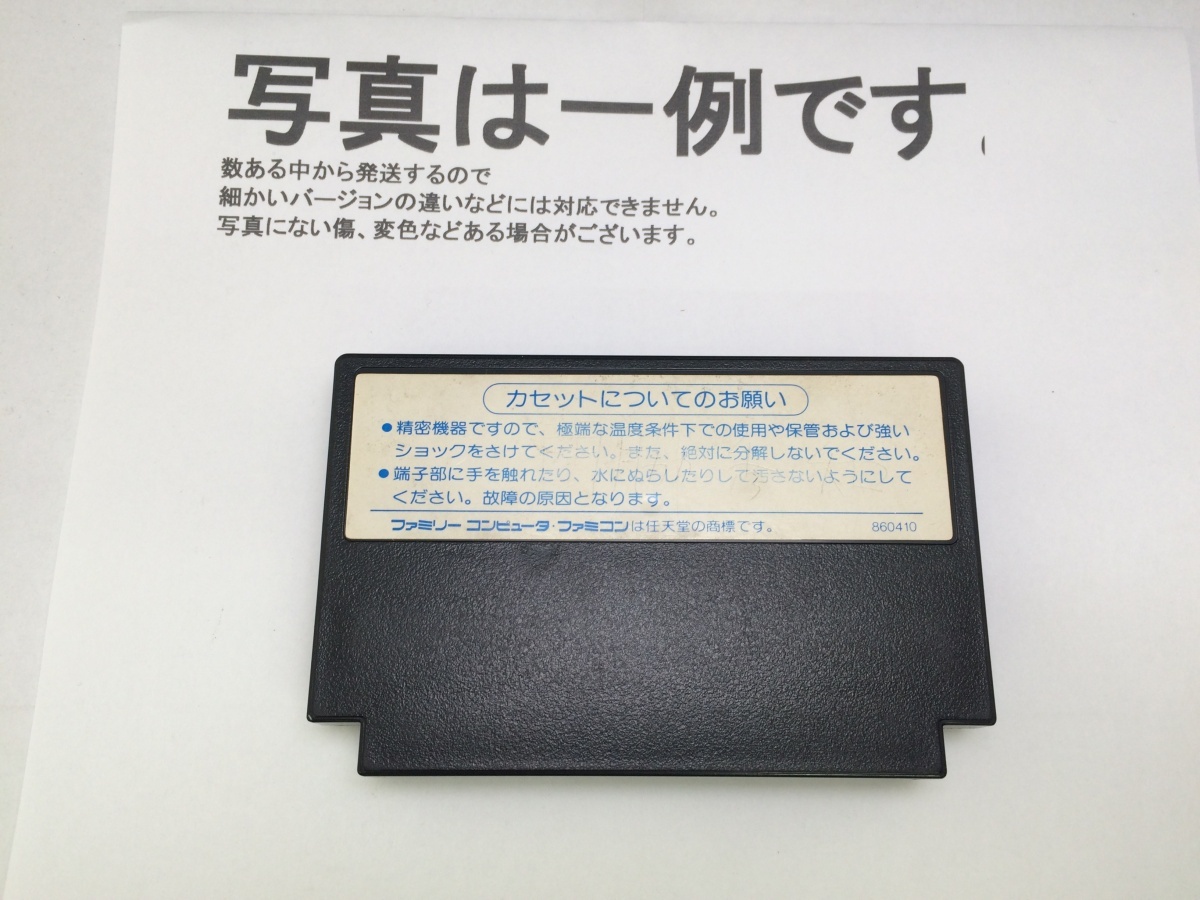 写真は一例です。
数ある中から発送するので
細かいバージョンの違いなどには対応できません。
写真にない傷、変色などある場合がございます。
カセットについてのお願い
●精密機器ですので、極端な温度条件下での使用や保管および強い
ショックをさけてください。また、絶対に分解しないでください。
●端子部に手を触れたり、水にぬらしたりして汚さないようにして
ください。故障の原因となります。
ファミリーコンピュータ・ファミコンは任天堂の商標です。 860410